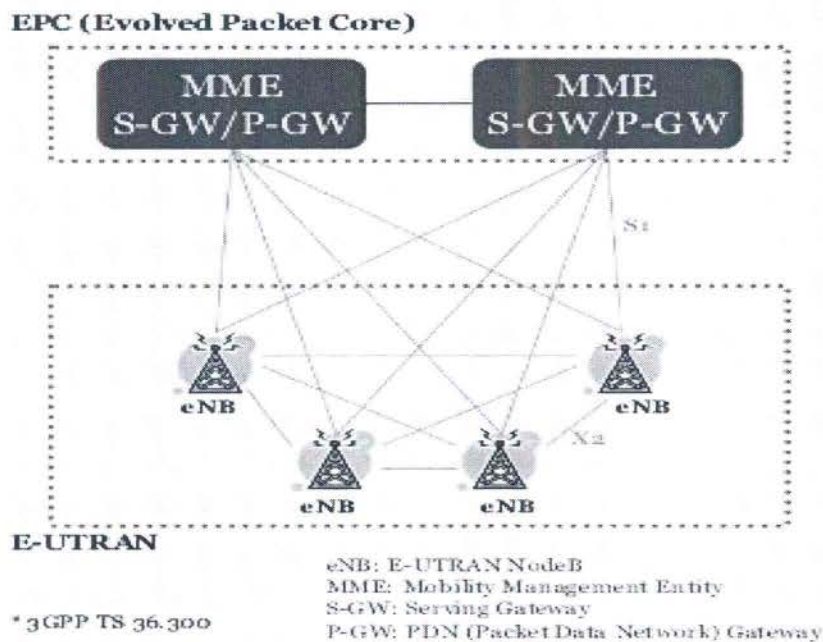 EPC (Evolved Packet Core)
MME
S-GW/P-GW
MME
S-GW/P-GW
S1
eNB
eNB
X2
eNB
eNB
E-UTRAN
eNB: E-UTRAN NodeB
MME: Mobility Management Entity
S-GW: Serving Gateway
* 3GPP TS 36.300
P-GW: PDN (Packet Data Network) Gateway